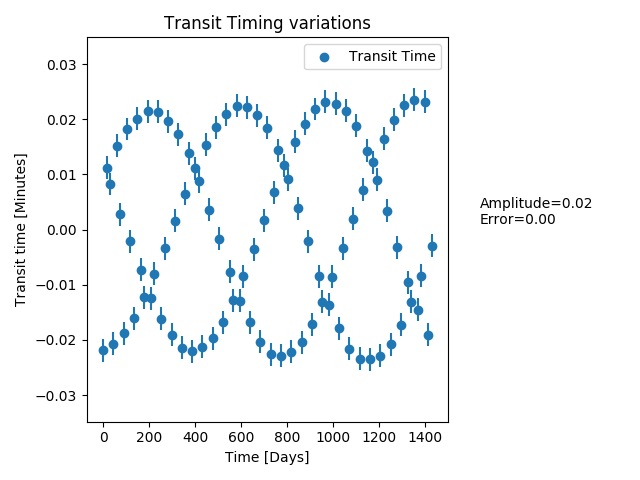 Transit Timing variations
Transit Time
Transit time [Minutes]
0.03
0.02
0.01
0.00
−0.01
−0.02
−0.03
0 200 400 600 800 1000 1200 1400
Time [Days]
Amplitude=0.02
Error=0.00